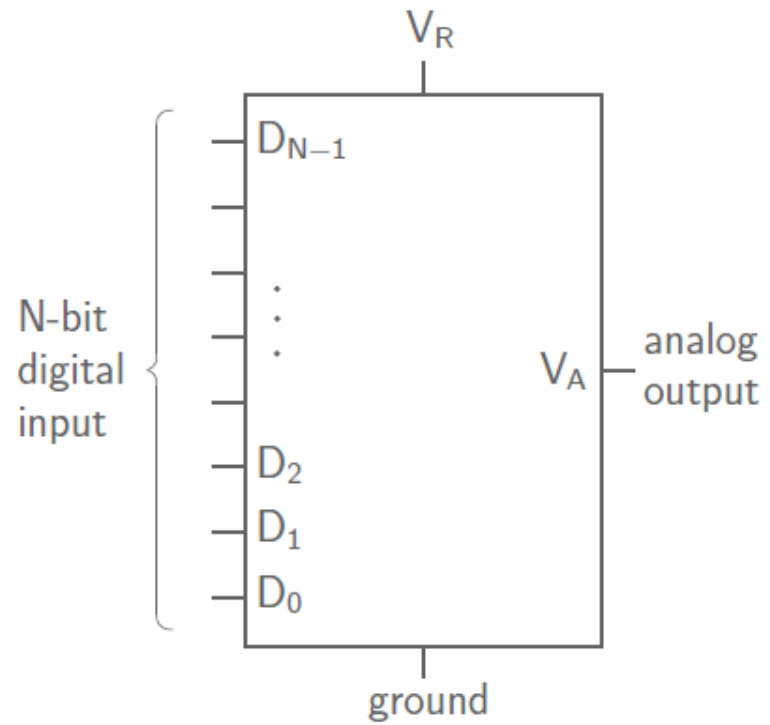 V_R
D_{N−1}
N-bit
digital
input
D_2
D_1
D_0
V_A
analog
output
ground